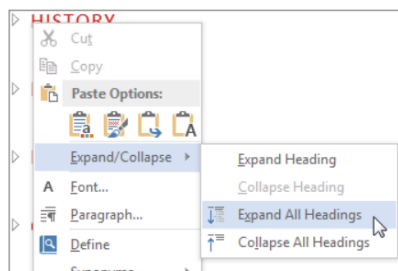 HISTORY
Cut
Copy
Paste Options:
Expand/Collapse
Expand Heading
Collapse Heading
Font...
Expand All Headings
Paragraph...
Collapse All Headings
Define
Synonyms